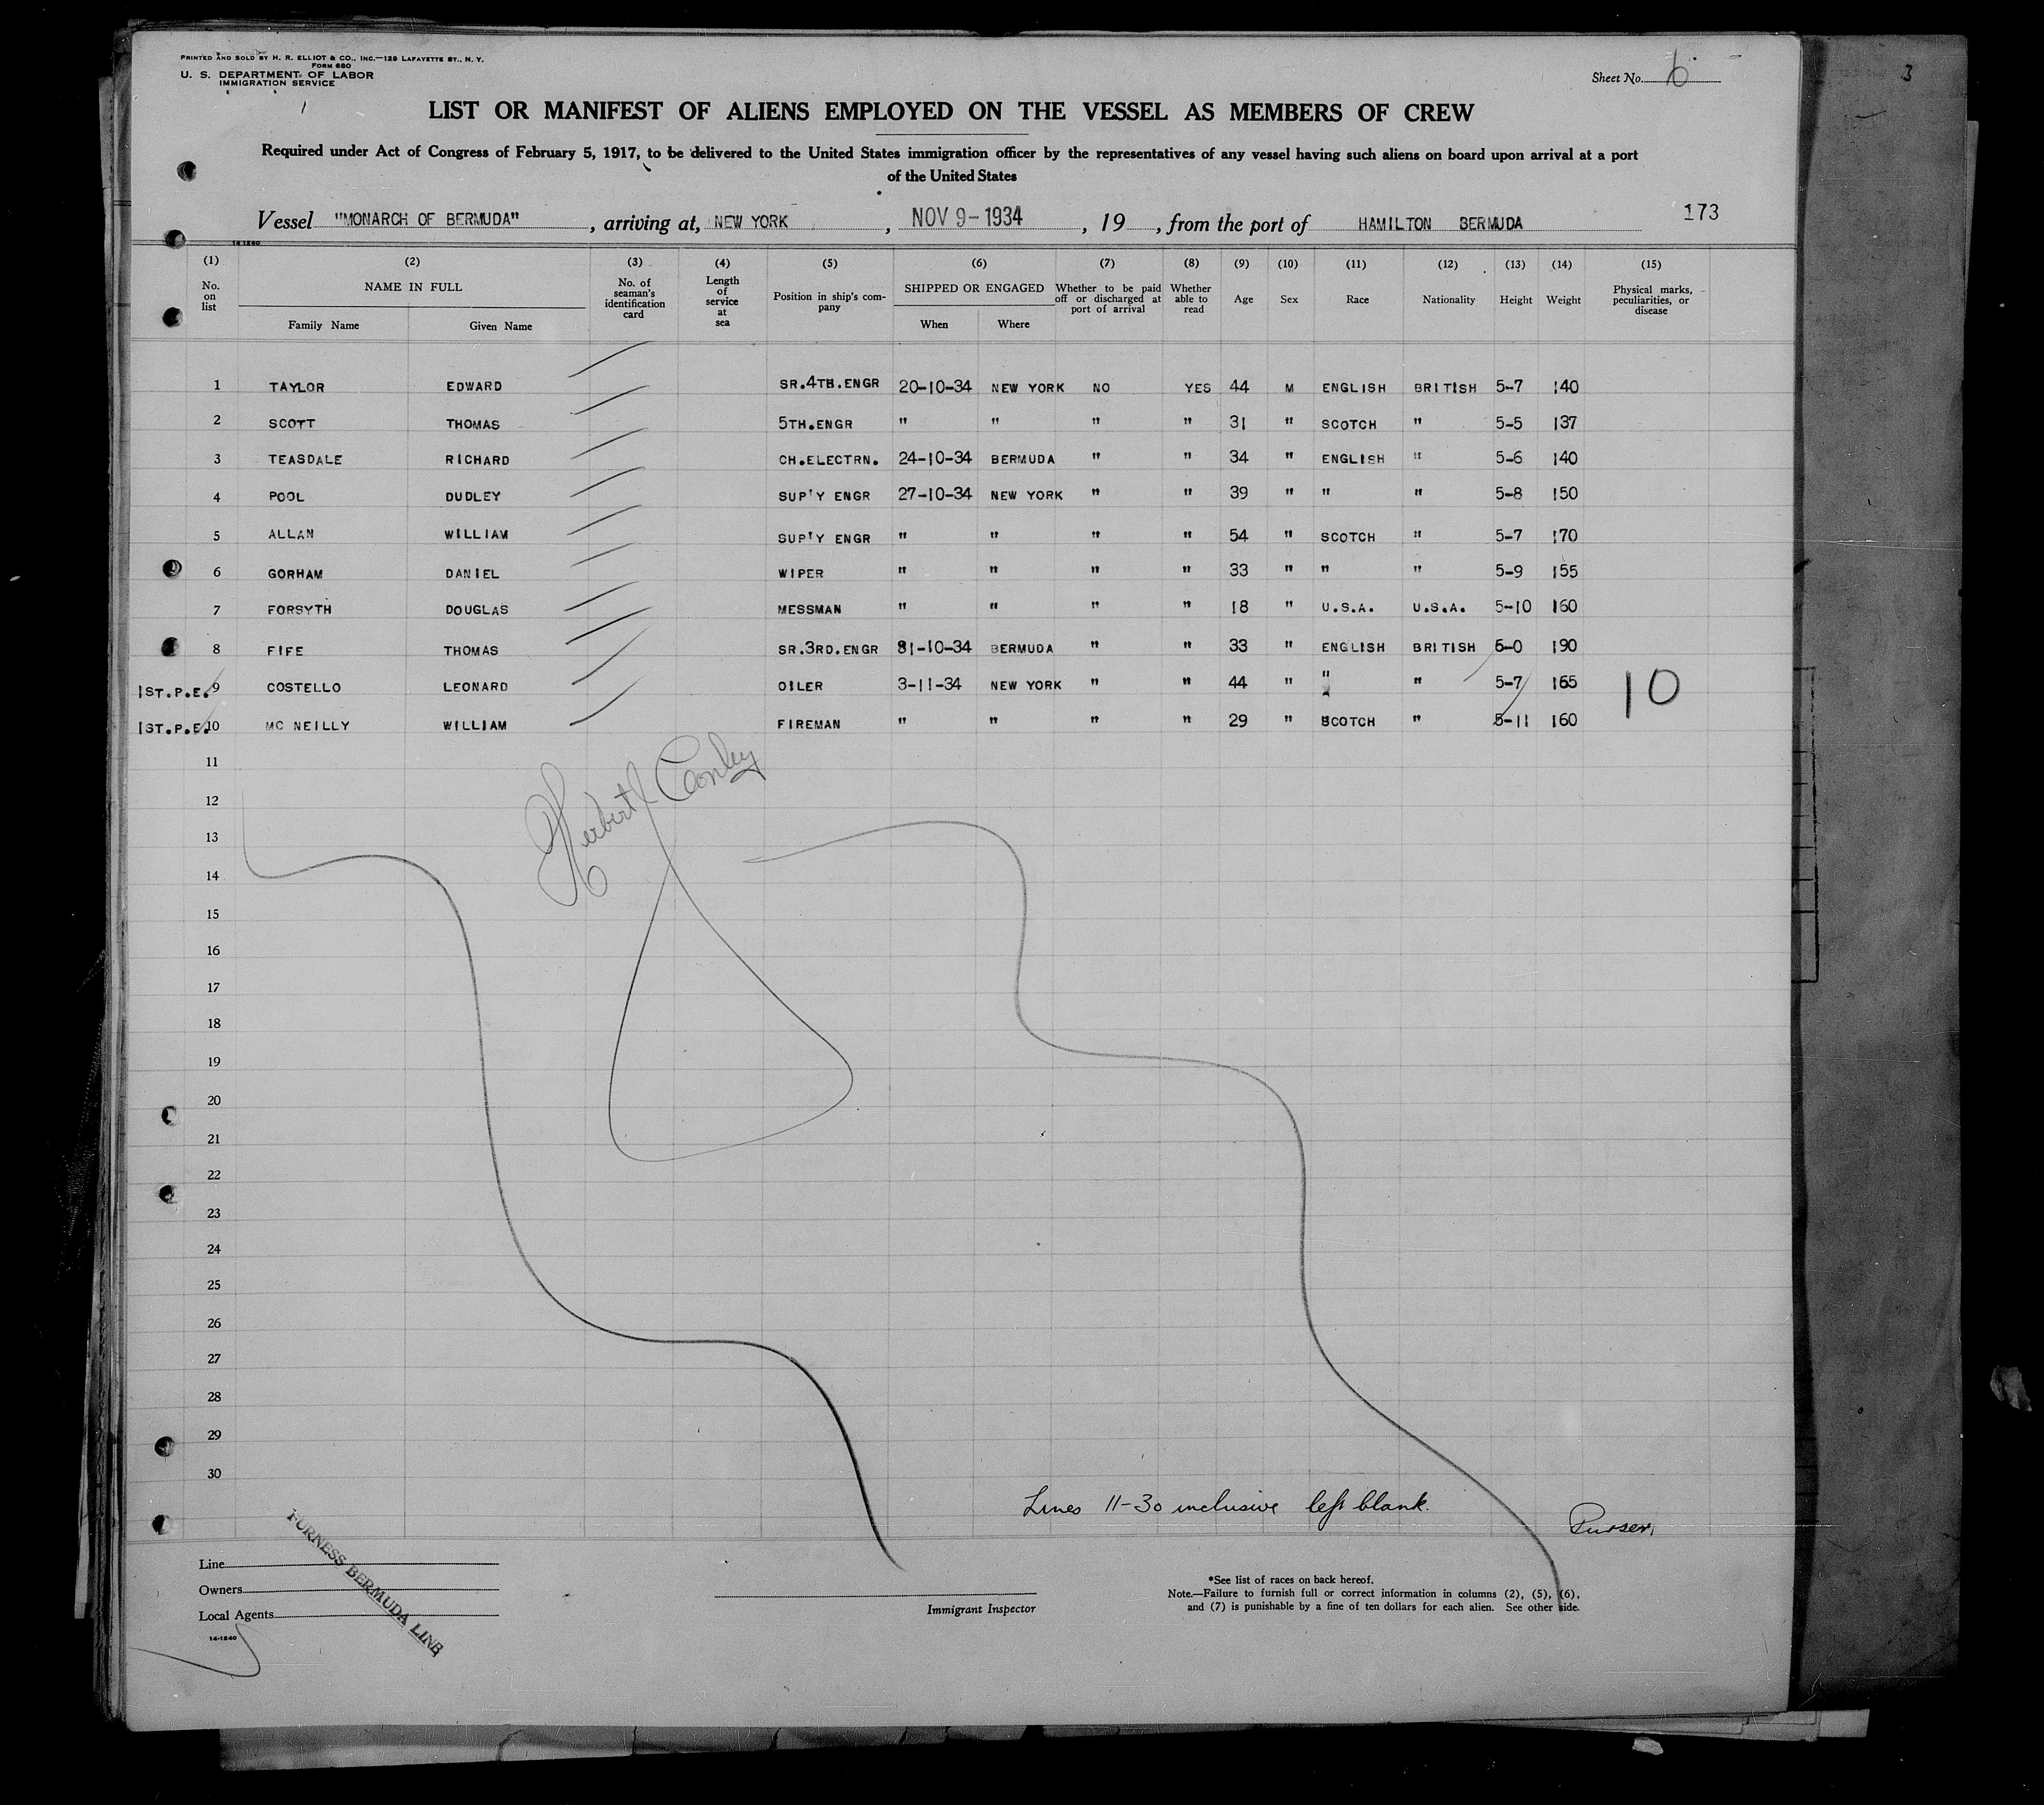 PRINTED AND SOLD BY H. R. ELLIOT & CO., INC.—129 LAFAYETTE ST., N. Y.
FORM 680
U. S. DEPARTMENT OF LABOR
IMMIGRATION SERVICE
Sheet No. 6
3
LIST OR MANIFEST OF ALIENS EMPLOYED ON THE VESSEL AS MEMBERS OF CREW
Required under Act of Congress of February 5, 1917, to be delivered to the United States immigration officer by the representatives of any vessel having such aliens on board upon arrival at a port
of the United States
Vessel "MONARCH OF BERMUDA", arriving at, NEW YORK, NOV 9-1934, 19 , from the port of HAMILTON BERMUDA 173
14-1240
(1) (2) (3) (4) (5) (6) (7) (8) (9) (10) (11) (12) (13) (14) (15)
No. on list NAME IN FULL Family Name Given Name No. of seaman's identification card Length of service at sea Position in ship's com-pany SHIPPED OR ENGAGED When Where Whether to be paid off or discharged at port of arrival Whether able to read Age Sex Race Nationality Height Weight Physical marks, peculiarities, or disease
1 TAYLOR EDWARD SR.4TH.ENGR 20-10-34 NEW YORK NO YES 44 M ENGLISH BRITISH 5-7 140
2 SCOTT THOMAS 5TH.ENGR " " " " 31 " SCOTCH " 5-5 137
3 TEASDALE RICHARD CH.ELECTRN. 24-10-34 BERMUDA " " 34 " ENGLISH " 5-6 140
4 POOL DUDLEY SUP'Y ENGR 27-10-34 NEW YORK " " 39 " " " 5-8 150
5 ALLAN WILLIAM SUP'Y ENGR " " " " 54 " SCOTCH " 5-7 170
6 GORHAM DANIEL WIPER " " " " 33 " " " 5-9 155
7 FORSYTH DOUGLAS MESSMAN " " " " 18 " U.S.A. U.S.A. 5-10 160
8 FIFE THOMAS SR.3RD.ENGR 31-10-34 BERMUDA " " 33 " ENGLISH BRITISH 6-0 190
1ST.P.E. 9 COSTELLO LEONARD OILER 3-11-34 NEW YORK " " 44 " " " 5-7 165 10
1ST.P.E. 10 MC NEILLY WILLIAM FIREMAN " " " " 29 " SCOTCH " 5-11 160
11
12
13
14
15
16
17
18
19
20
21
22
23
24
25
26
27
28
29
30
Lines 11-30 inclusive left blank.
Purser.
FURNESS BERMUDA LINE
Line
Owners
Local Agents
14-1240
Immigrant Inspector
*See list of races on back hereof.
Note.—Failure to furnish full or correct information in columns (2), (5), (6),
and (7) is punishable by a fine of ten dollars for each alien. See other side.